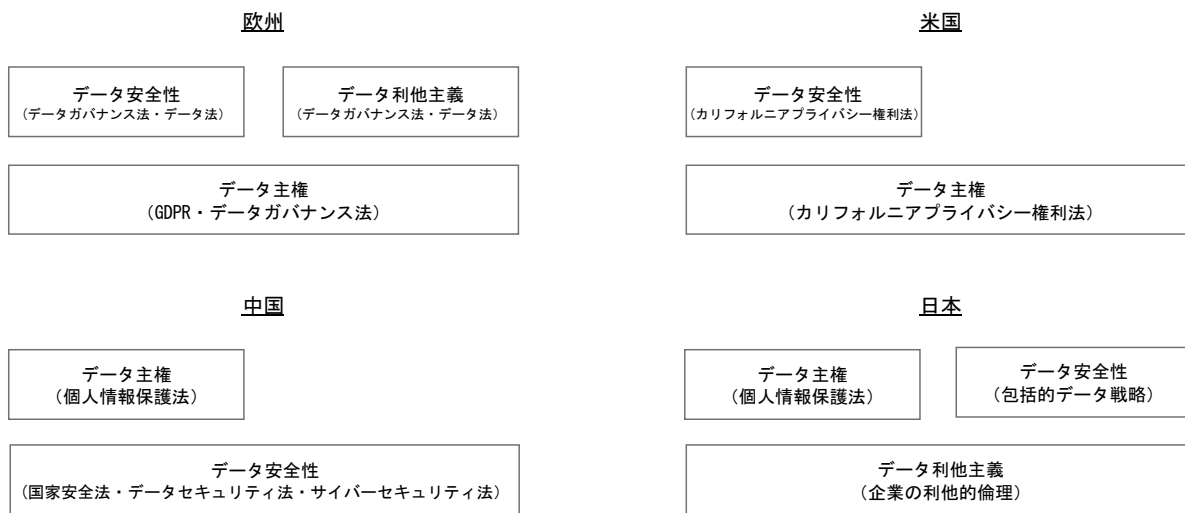 欧州
データ安全性
（データガバナンス法・データ法）
データ利他主義
（データガバナンス法・データ法）
データ主権
（GDPR・データガバナンス法）
米国
データ安全性
（カリフォルニアプライバシー権利法）
データ主権
（カリフォルニアプライバシー権利法）
中国
データ主権
（個人情報保護法）
データ安全性
（国家安全法・データセキュリティ法・サイバーセキュリティ法）
日本
データ主権
（個人情報保護法）
データ安全性
（包括的データ戦略）
データ利他主義
（企業の利他的倫理）